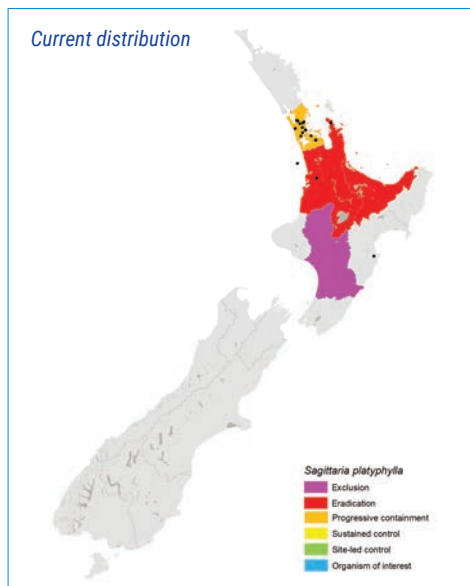 Current distribution
Sagittaria platyphylla
Exclusion
Eradication
Progressive containment
Sustained control
Site-led control
Organism of interest